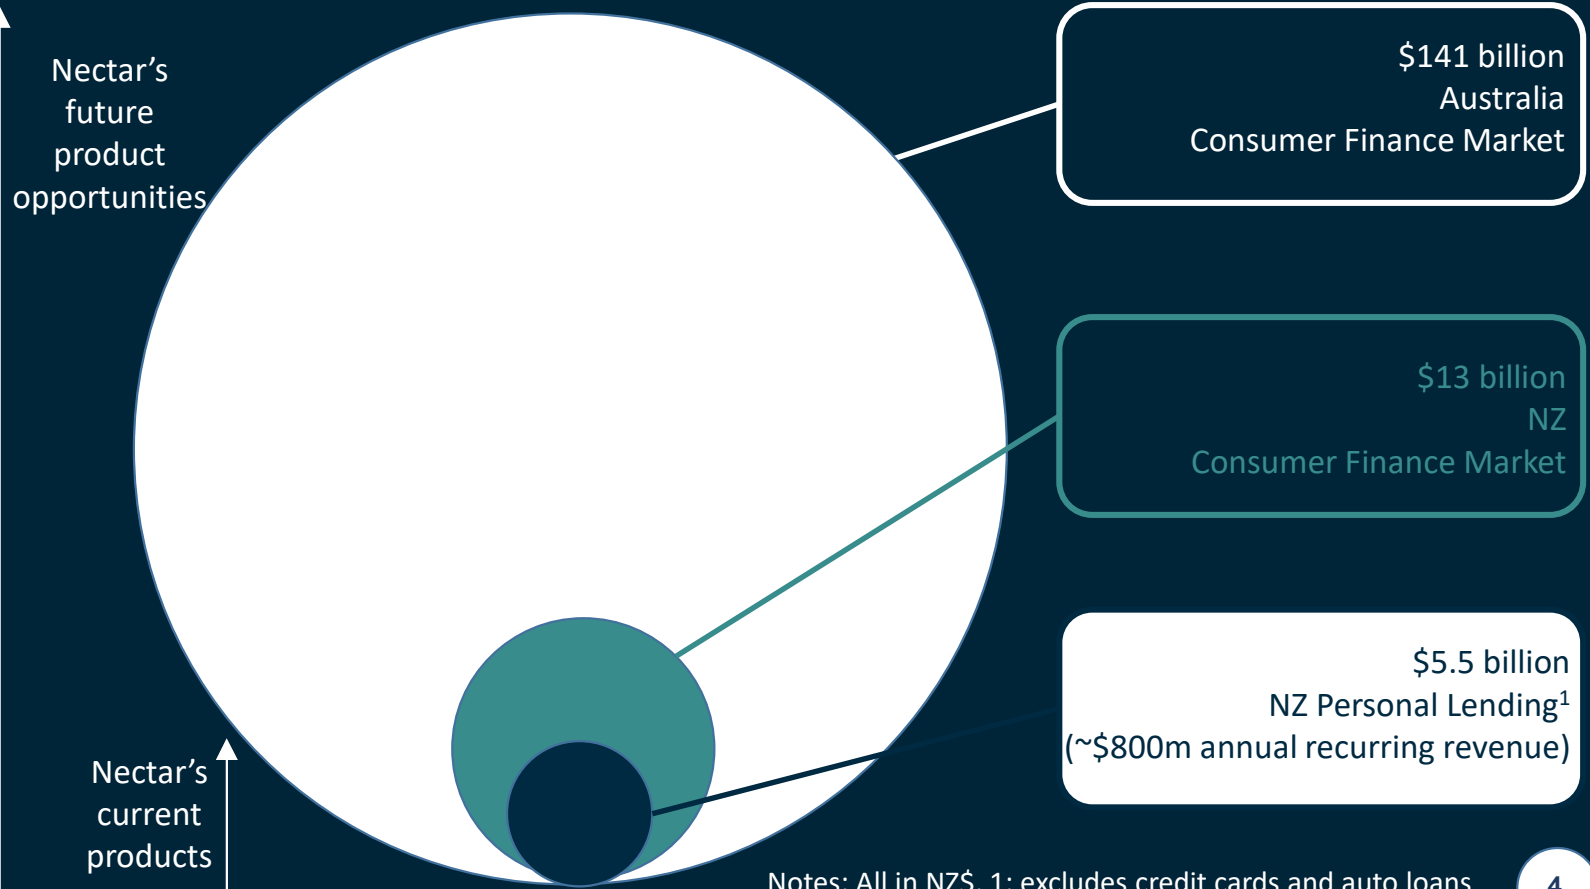 Nectar’s
future
product
opportunities
$141 billion
Australia
Consumer Finance Market
$13 billion
NZ
Consumer Finance Market
$5.5 billion
NZ Personal Lending¹
(~$800m annual recurring revenue)
Nectar’s
current
products
Notes: All in NZ$. 1: excludes credit cards and auto loans
4